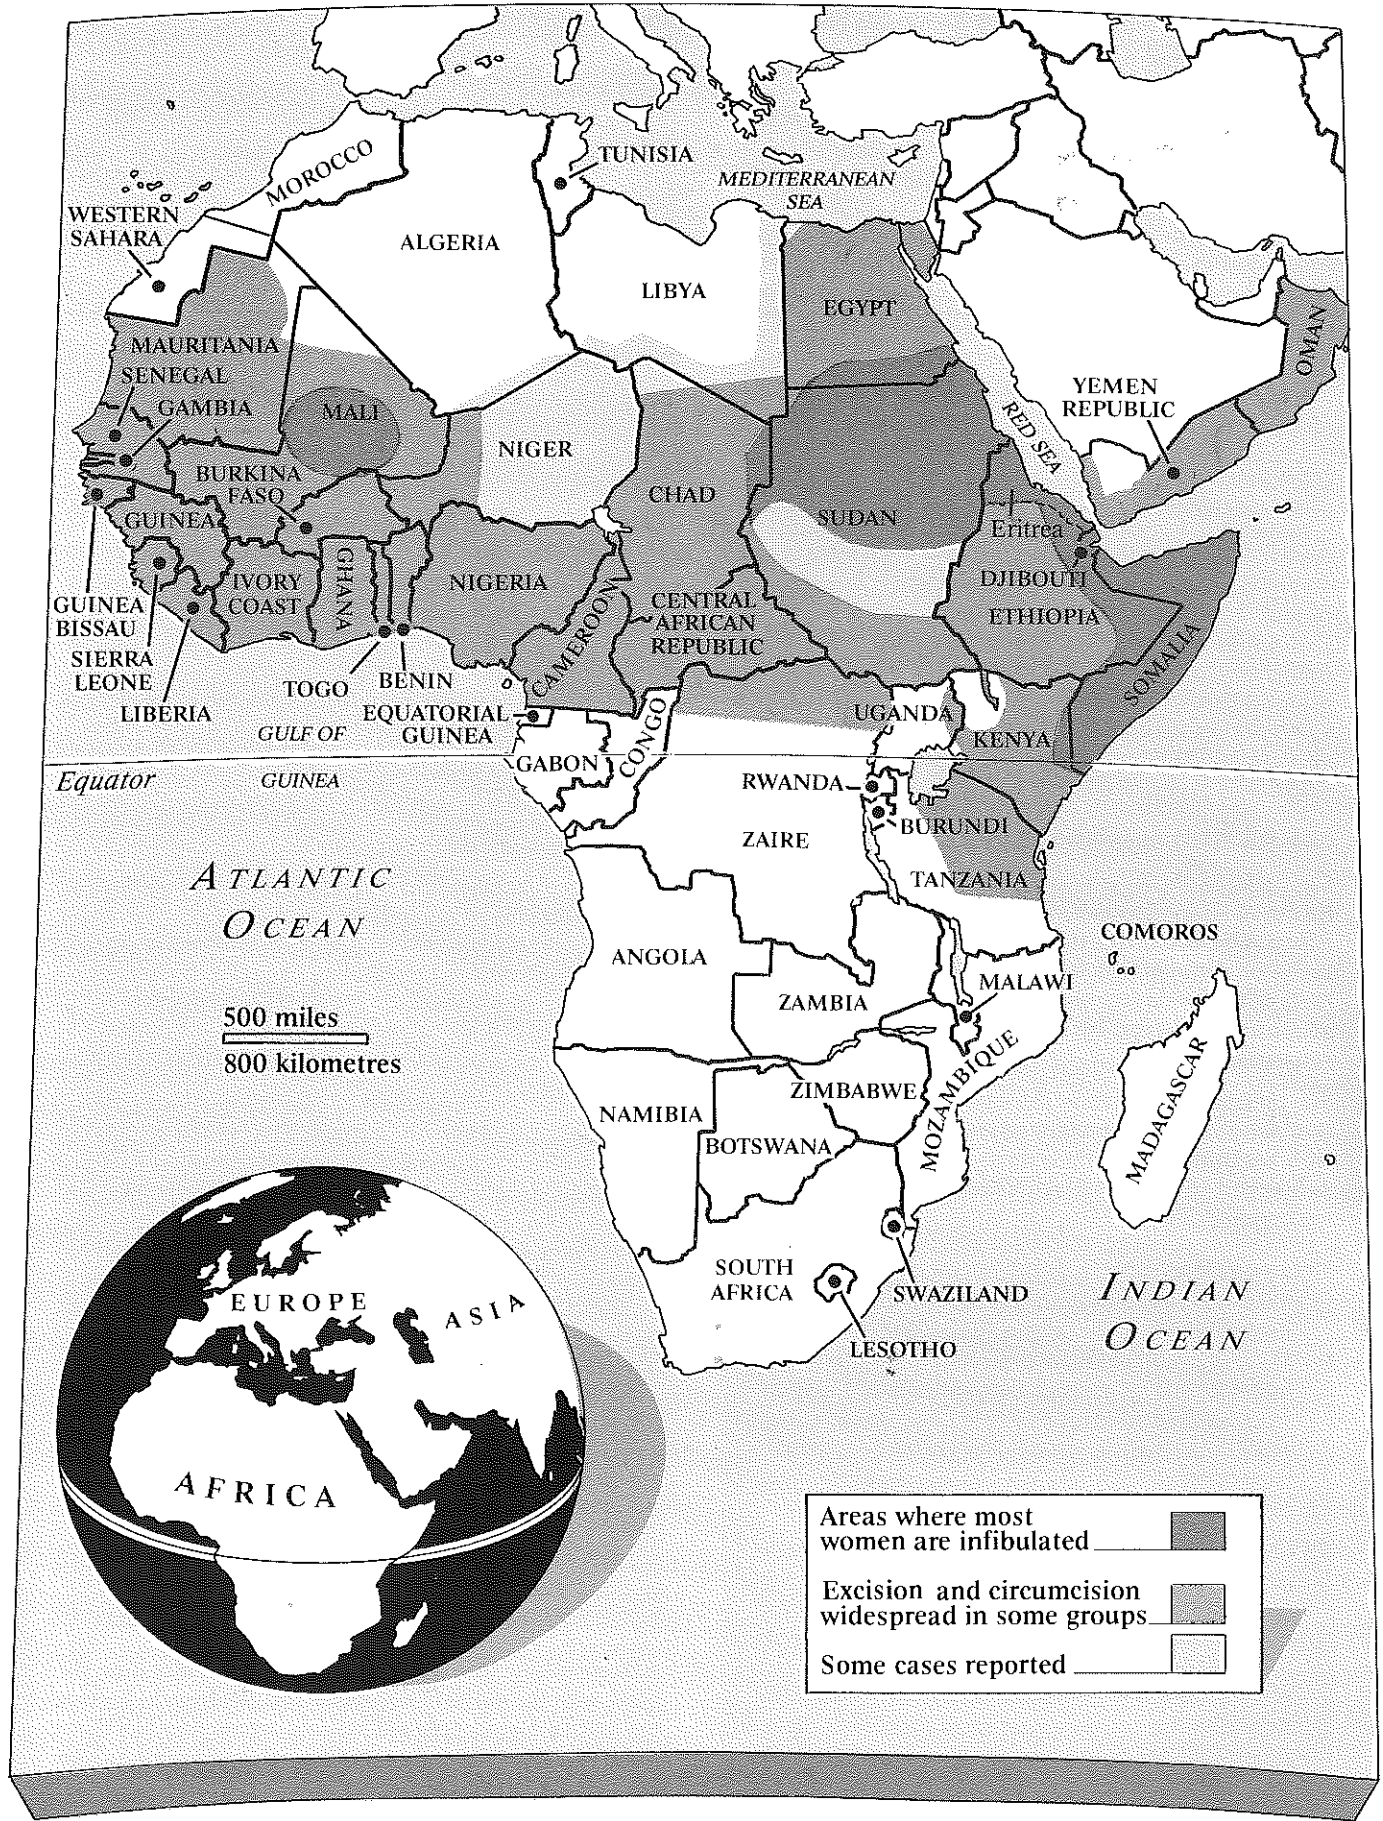 TUNISIA
MOROCCO
MEDITERRANEAN
SEA
WESTERN
SAHARA
ALGERIA
LIBYA
EGYPT
OMAN
MAURITANIA
SENEGAL
GAMBIA
MALI
YEMEN
REPUBLIC
RED SEA
NIGER
BURKINA
FASO
CHAD
SUDAN
GUINEA
Eritrea
IVORY
COAST
GHANA
NIGERIA
DJIBOUTI
ETHIOPIA
GUINEA
BISSAU
CENTRAL
AFRICAN
REPUBLIC
CAMEROON
SOMALIA
SIERRA
LEONE
TOGO
BENIN
LIBERIA
EQUATORIAL
GUINEA
UGANDA
CONGO
KENYA
GULF OF
GUINEA
GABON
Equator
RWANDA
BURUNDI
ZAIRE
TANZANIA
ATLANTIC
OCEAN
COMOROS
ANGOLA
MALAWI
ZAMBIA
500 miles
800 kilometres
MOZAMBIQUE
ZIMBABWE
NAMIBIA
BOTSWANA
MADAGASCAR
SOUTH
AFRICA
SWAZILAND
LESOTHO
INDIAN
OCEAN
EUROPE
ASIA
AFRICA
Areas where most
women are infibulated
Excision and circumcision
widespread in some groups
Some cases reported